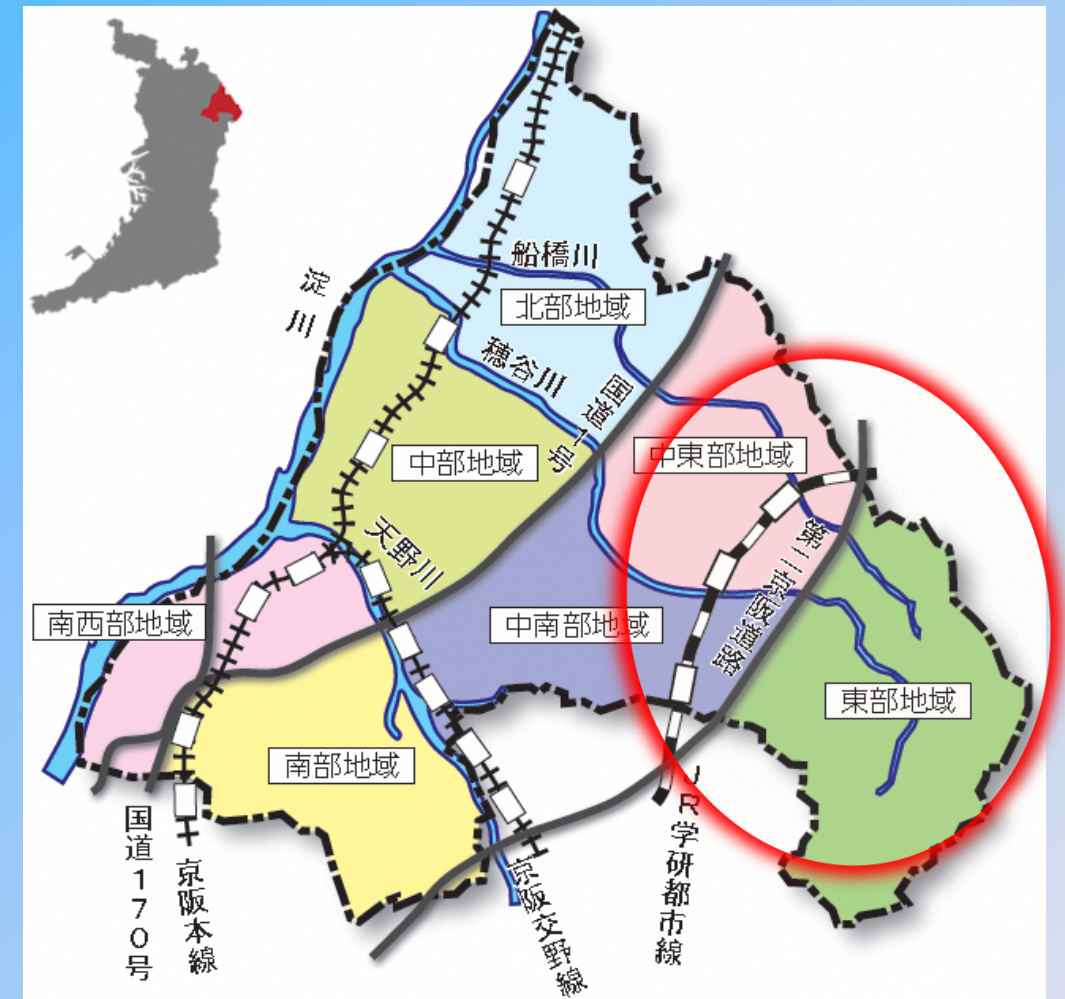 船橋川
淀川
北部地域
穂谷川
国道1号
中部地域
中東部地域
天野川
第二京阪道路
南西部地域
中南部地域
東部地域
南部地域
国道170号
京阪本線
京阪交野線
JR学研都市線